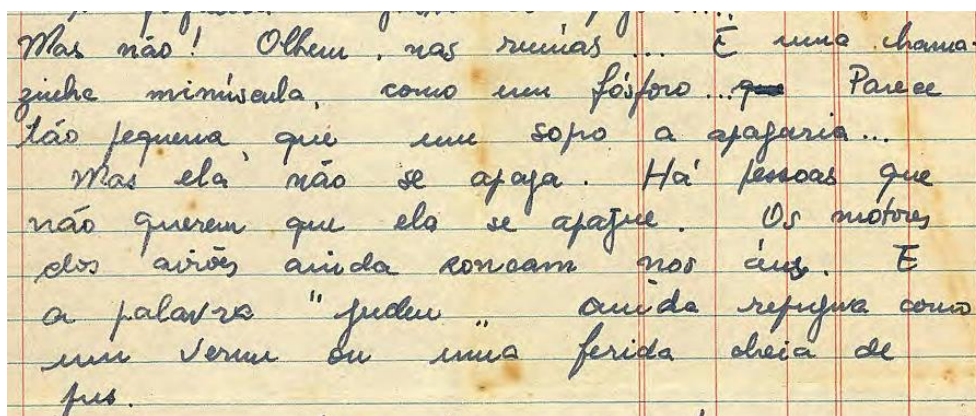 Mas não! Olhem, nas ruínas... É uma chama-
zinha minúscula, como um fósforo... Parece
tão pequena, que um sopo a apagaria...
Mas ela não se apaga. Há pessoas que
não querem que ela se apague. Os motores
dos aviões ainda roncam nos céus. E
a palavra "judeu" ainda repugna como
um verme ou uma ferida cheia de
pus.